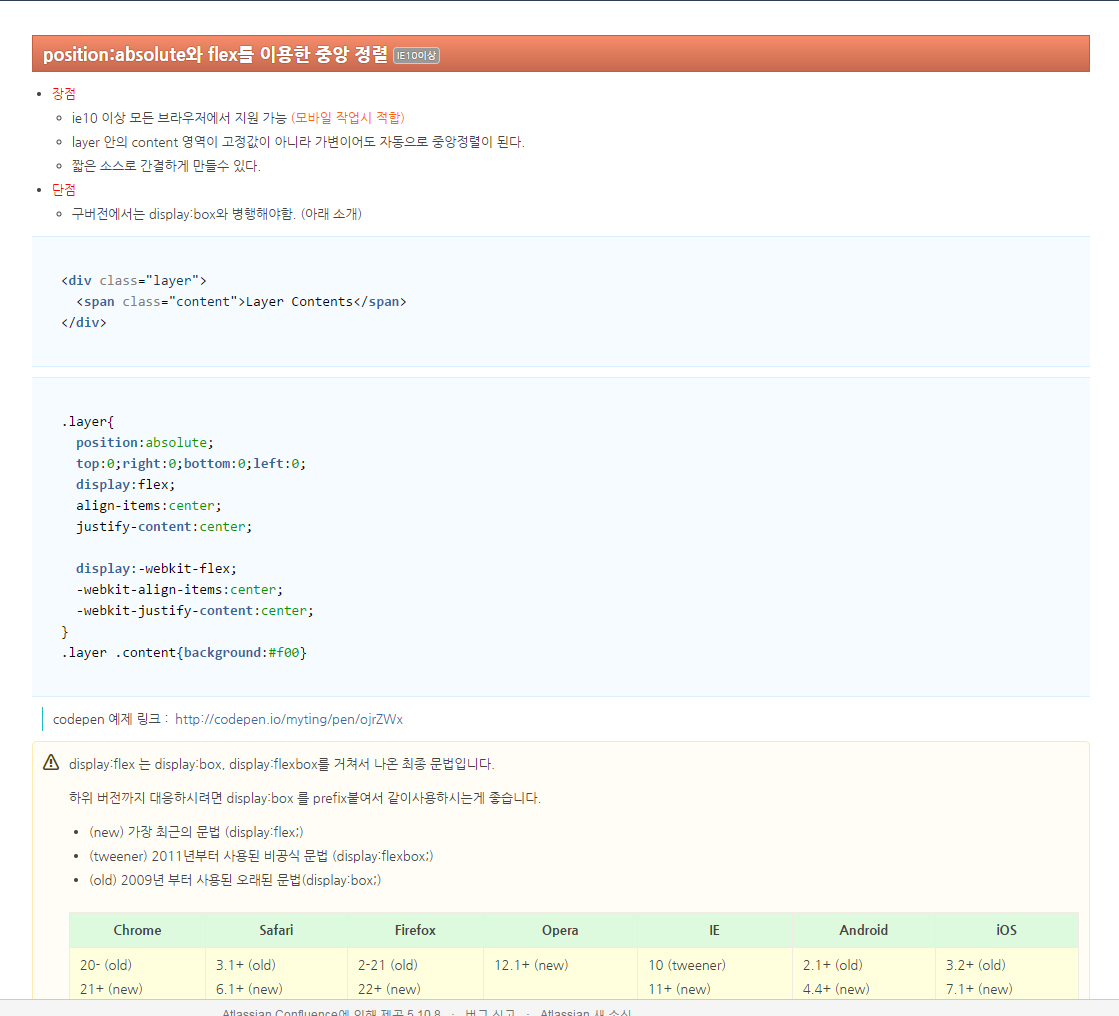 position:absolute와 flex를 이용한 중앙 정렬 IE10이상
장점
ie10 이상 모든 브라우저에서 지원 가능 (모바일 작업시 적합)
layer 안의 content 영역이 고정값이 아니라 가변이어도 자동으로 중앙정렬이 된다.
짧은 소스로 간결하게 만들수 있다.
단점
구버전에서는 display:box와 병행해야함. (아래 소개)
<div class="layer">
<span class="content">Layer Contents</span>
</div>
.layer{
position:absolute;
top:0;right:0;bottom:0;left:0;
display:flex;
align-items:center;
justify-content:center;
display:-webkit-flex;
-webkit-align-items:center;
-webkit-justify-content:center;
}
.layer .content{background:#f00}
codepen 예제 링크 : http://codepen.io/myting/pen/ojrZWx
display:flex 는 display:box, display:flexbox를 거쳐서 나온 최종 문법입니다.
하위 버전까지 대응하시려면 display:box 를 prefix붙여서 같이사용하시는게 좋습니다.
(new) 가장 최근의 문법 (display:flex;)
(tweener) 2011년부터 사용된 비공식 문법 (display:flexbox;)
(old) 2009년 부터 사용된 오래된 문법(display:box;)
Chrome Safari Firefox Opera IE Android iOS
20- (old) 3.1+ (old) 2-21 (old) 12.1+ (new) 10 (tweener) 2.1+ (old) 3.2+ (old)
21+ (new) 6.1+ (new) 22+ (new) 11+ (new) 4.4+ (new) 7.1+ (new)
Atlassian Confluence에 의해 제공 5.10.8 · 버그 신고 · Atlassian 새 소식